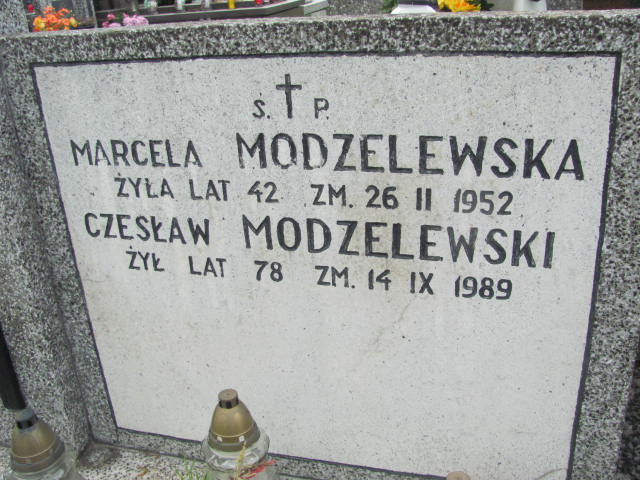 Ś. P.
MARCELA MODZELEWSKA
ŻYŁA LAT 42 ZM. 26 II 1952
CZESŁAW MODZELEWSKI
ŻYŁ LAT 78 ZM. 14 IX 1989